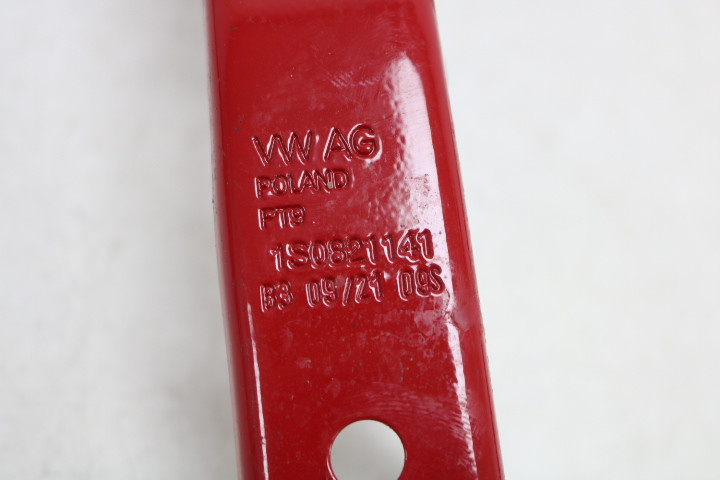 VW AG
POLAND
PT9
1S0821141
B3 09/21 09S